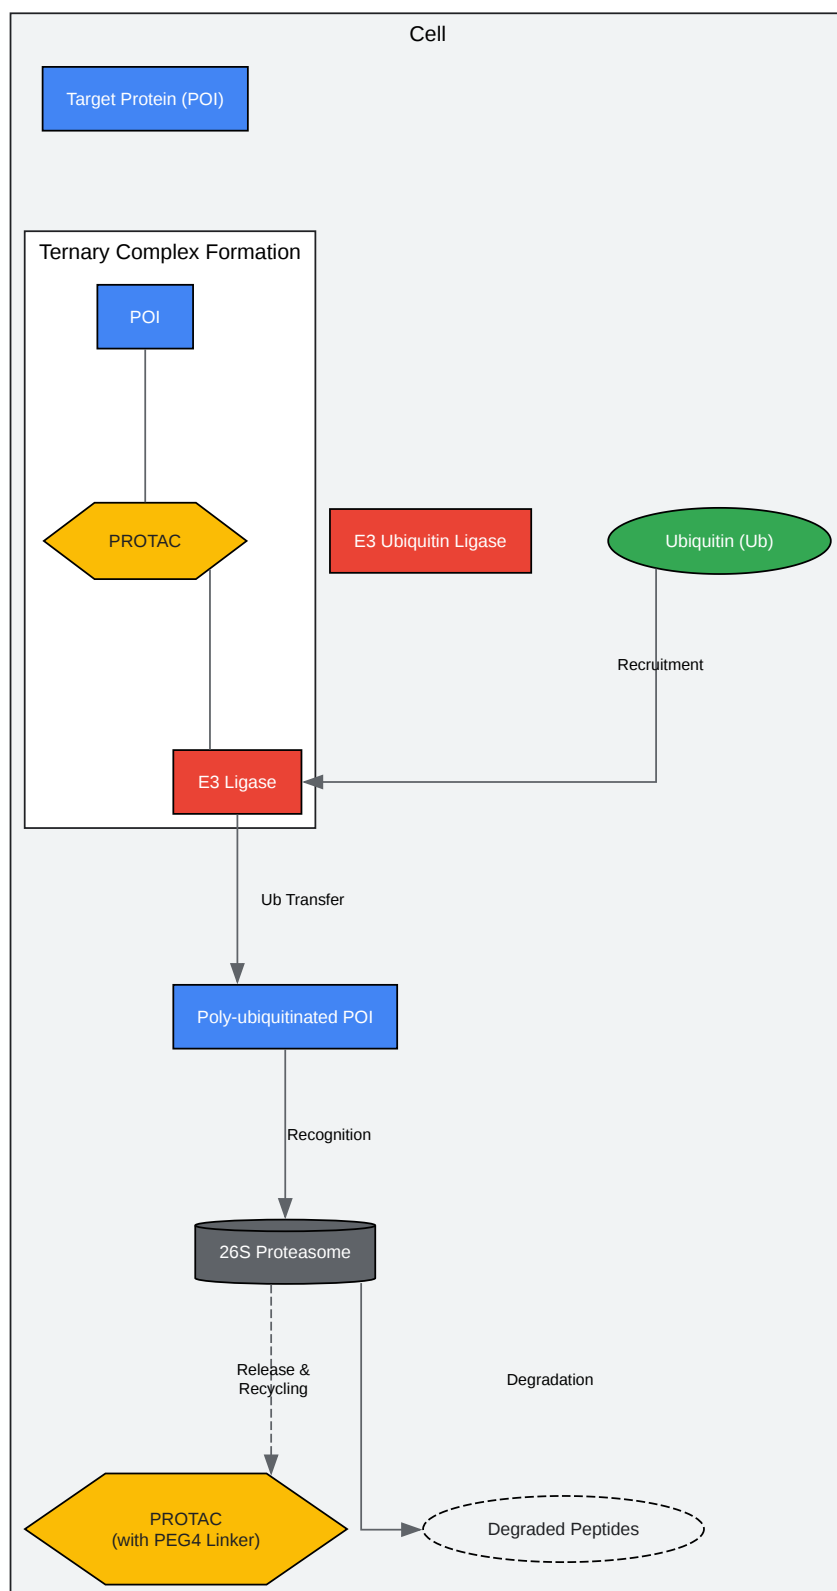 Cell
Target Protein (POI)
Ternary Complex Formation
POI
PROTAC
E3 Ubiquitin Ligase
Ubiquitin (Ub)
Recruitment
E3 Ligase
Ub Transfer
Poly-ubiquitinated POI
Recognition
26S Proteasome
Release &
Recycling
Degradation
PROTAC
(with PEG4 Linker)
Degraded Peptides